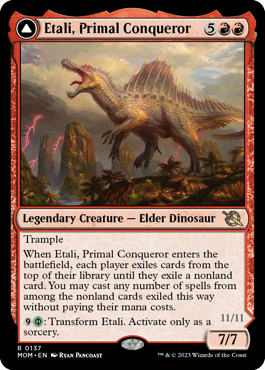 Etali, Primal Conqueror 5
Legendary Creature — Elder Dinosaur
Trample
When Etali, Primal Conqueror enters the
battlefield, each player exiles cards from the
top of their library until they exile a nonland
card. You may cast any number of spells from
among the nonland cards exiled this way
without paying their mana costs.
9 : Transform Etali. Activate only as a
sorcery.
11/11
7/7
R 0137
MOM • EN Ryan Pancoast
™ & © 2023 Wizards of the Coast